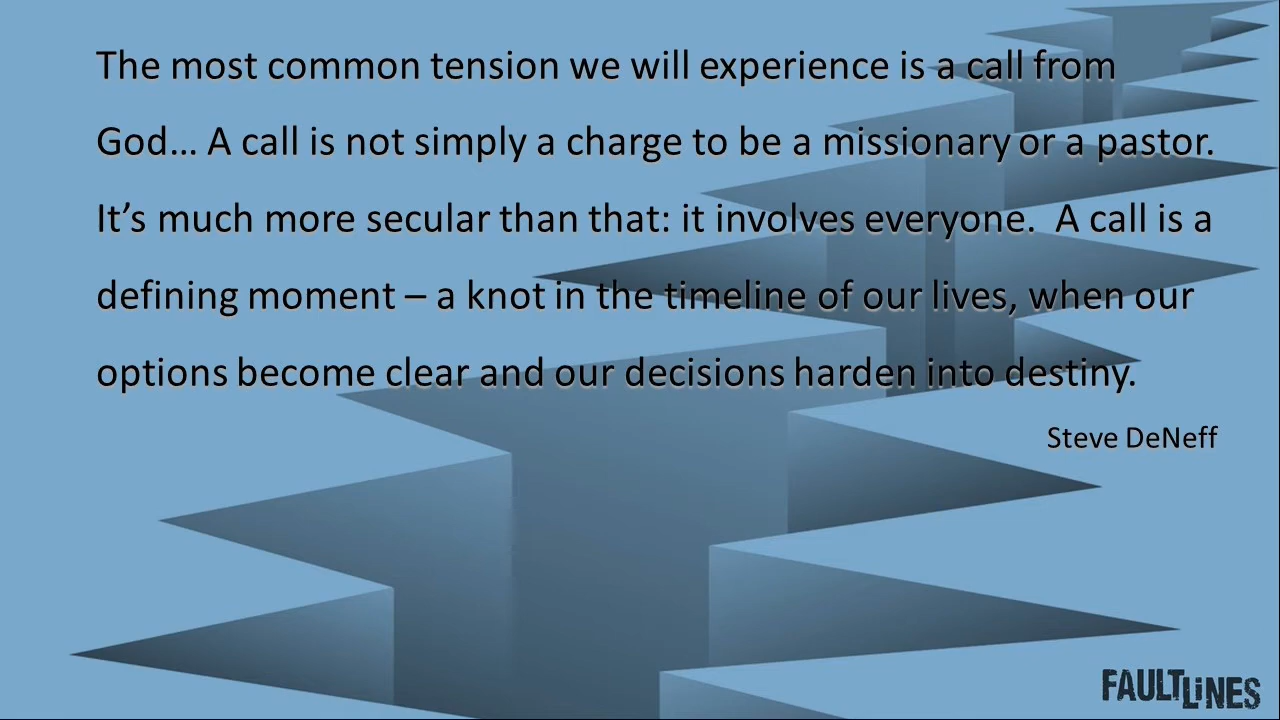 The most common tension we will experience is a call from
God… A call is not simply a charge to be a missionary or a pastor.
It’s much more secular than that: it involves everyone.  A call is a
defining moment – a knot in the timeline of our lives, when our
options become clear and our decisions harden into destiny.
Steve DeNeff
FAULTLiNES